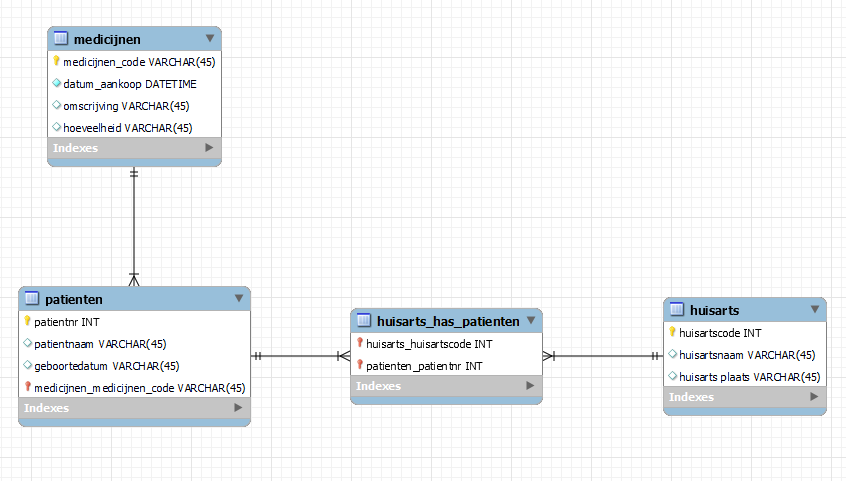 medicijnen
medicijnen_code VARCHAR(45)
datum_aankoop DATETIME
omscrijving VARCHAR(45)
hoeveelheid VARCHAR(45)
Indexes
patienten
patientnr INT
patientnaam VARCHAR(45)
geboortedatum VARCHAR(45)
medicijnen_medicijnen_code VARCHAR(45)
Indexes
huisarts_has_patienten
huisarts_huisartscode INT
patienten_patientnr INT
Indexes
huisarts
huisartscode INT
huisartsnaam VARCHAR(45)
huisarts plaats VARCHAR(45)
Indexes